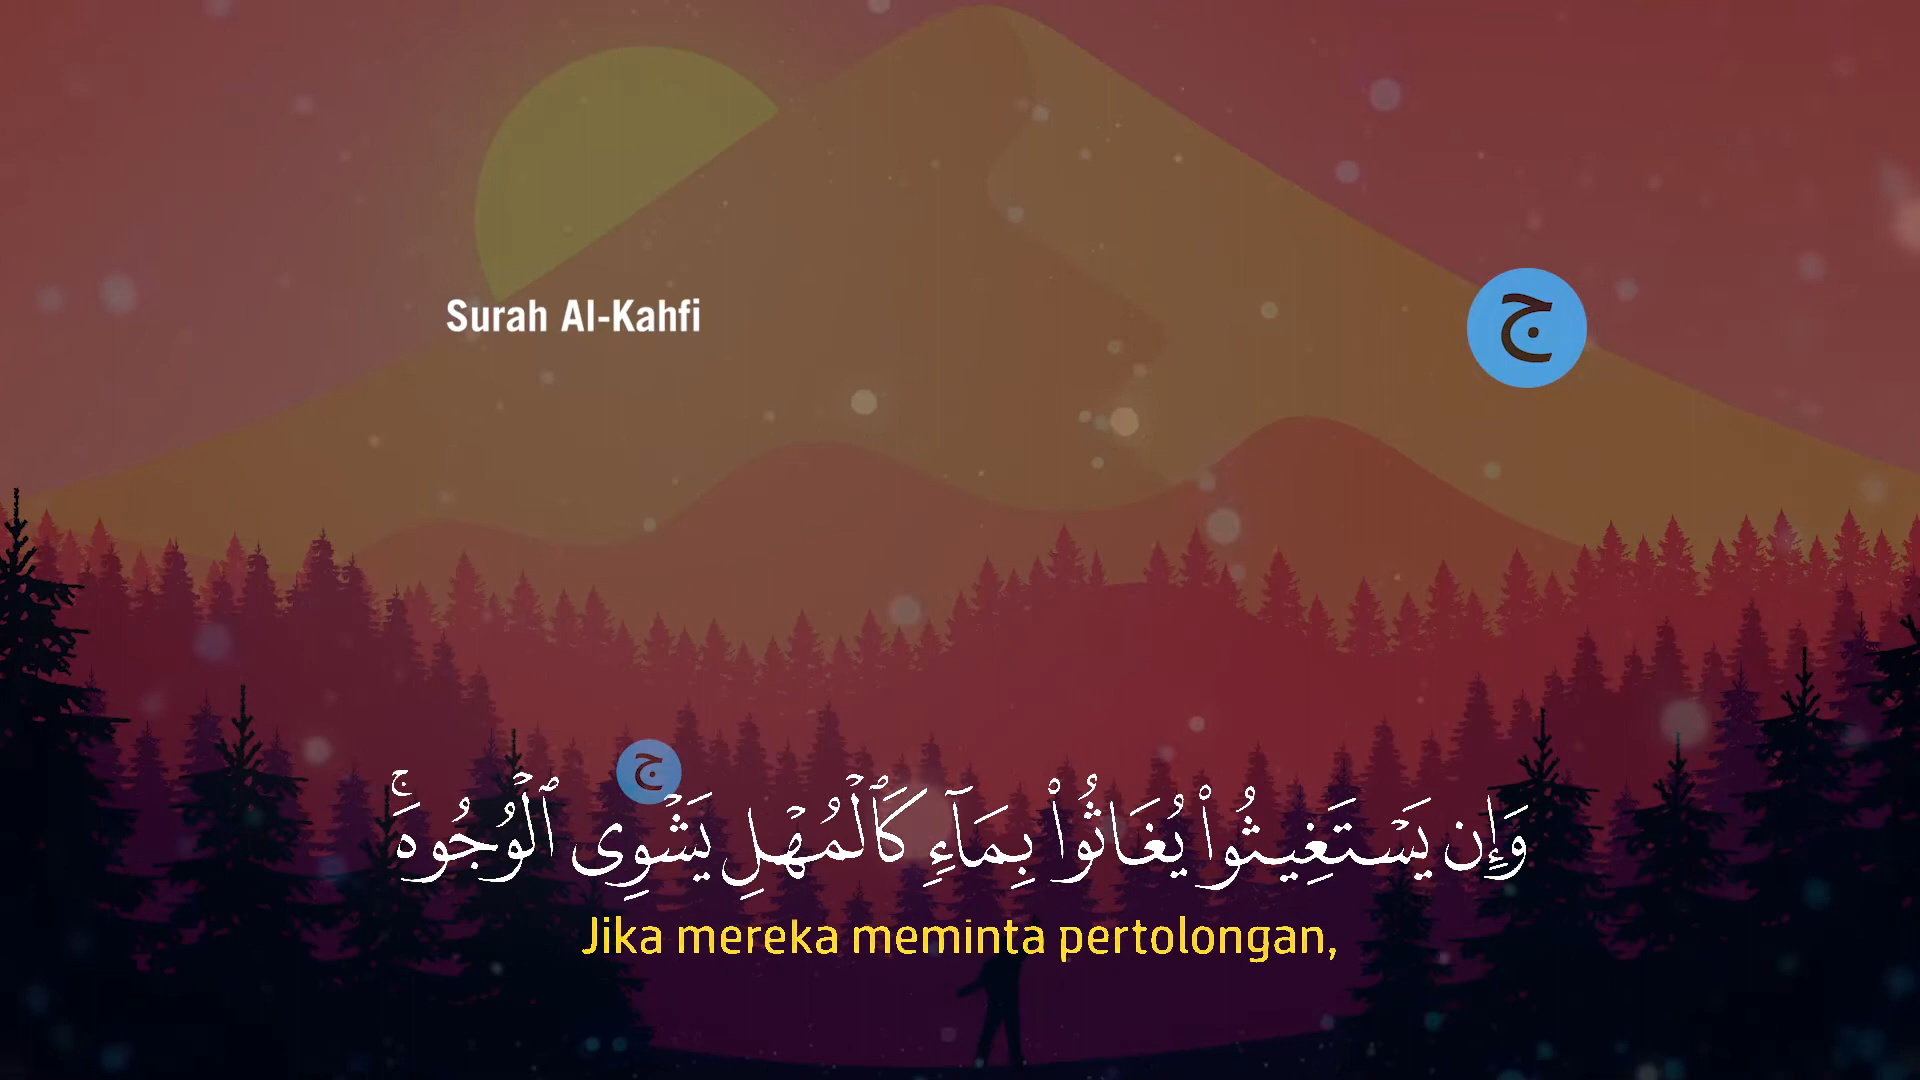 Surah Al-Kahfi
ج
ج
وَإِن يَسۡتَغِيثُواْ يُغَاثُواْ بِمَآءٖ كَٱلۡمُهۡلِ يَشۡوِي ٱلۡوُجُوهَۚ
Jika mereka meminta pertolongan,